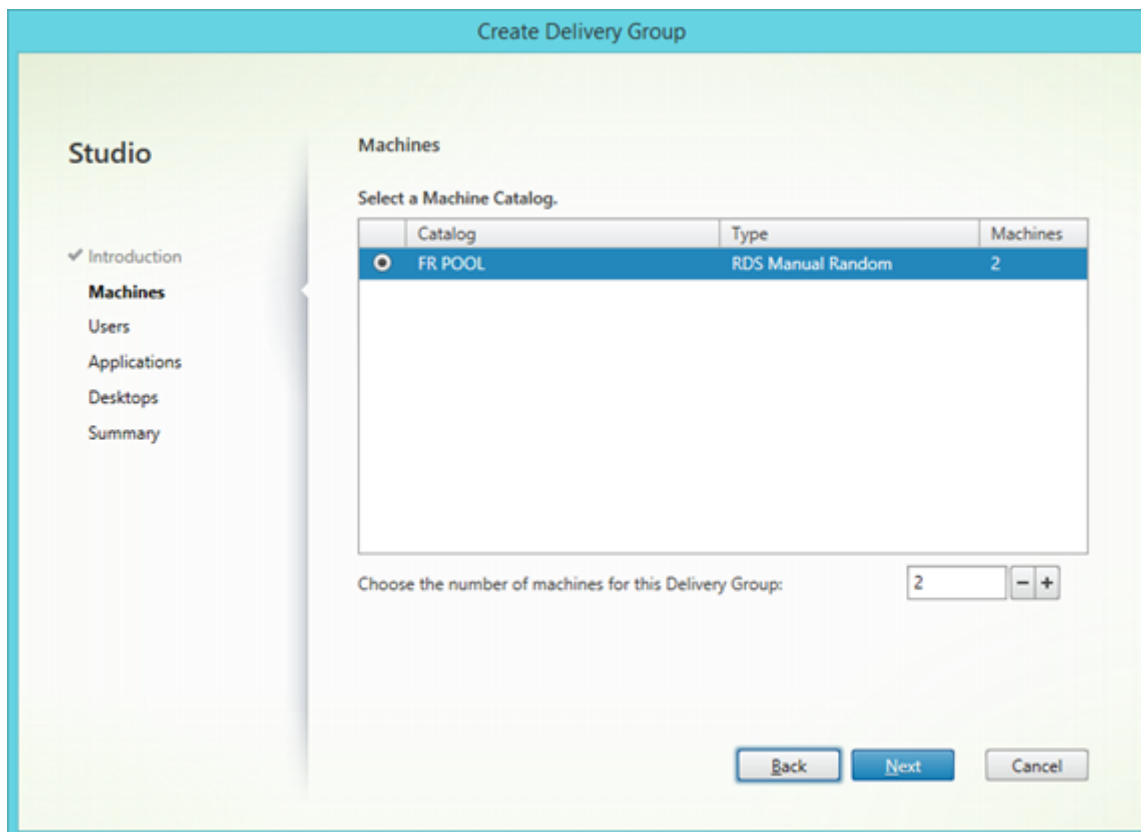 Create Delivery Group
Studio
✔ Introduction
Machines
Users
Applications
Desktops
Summary
Machines
Select a Machine Catalog.
Catalog Type Machines
FR POOL RDS Manual Random 2
Choose the number of machines for this Delivery Group: 2 − +
Back Next Cancel